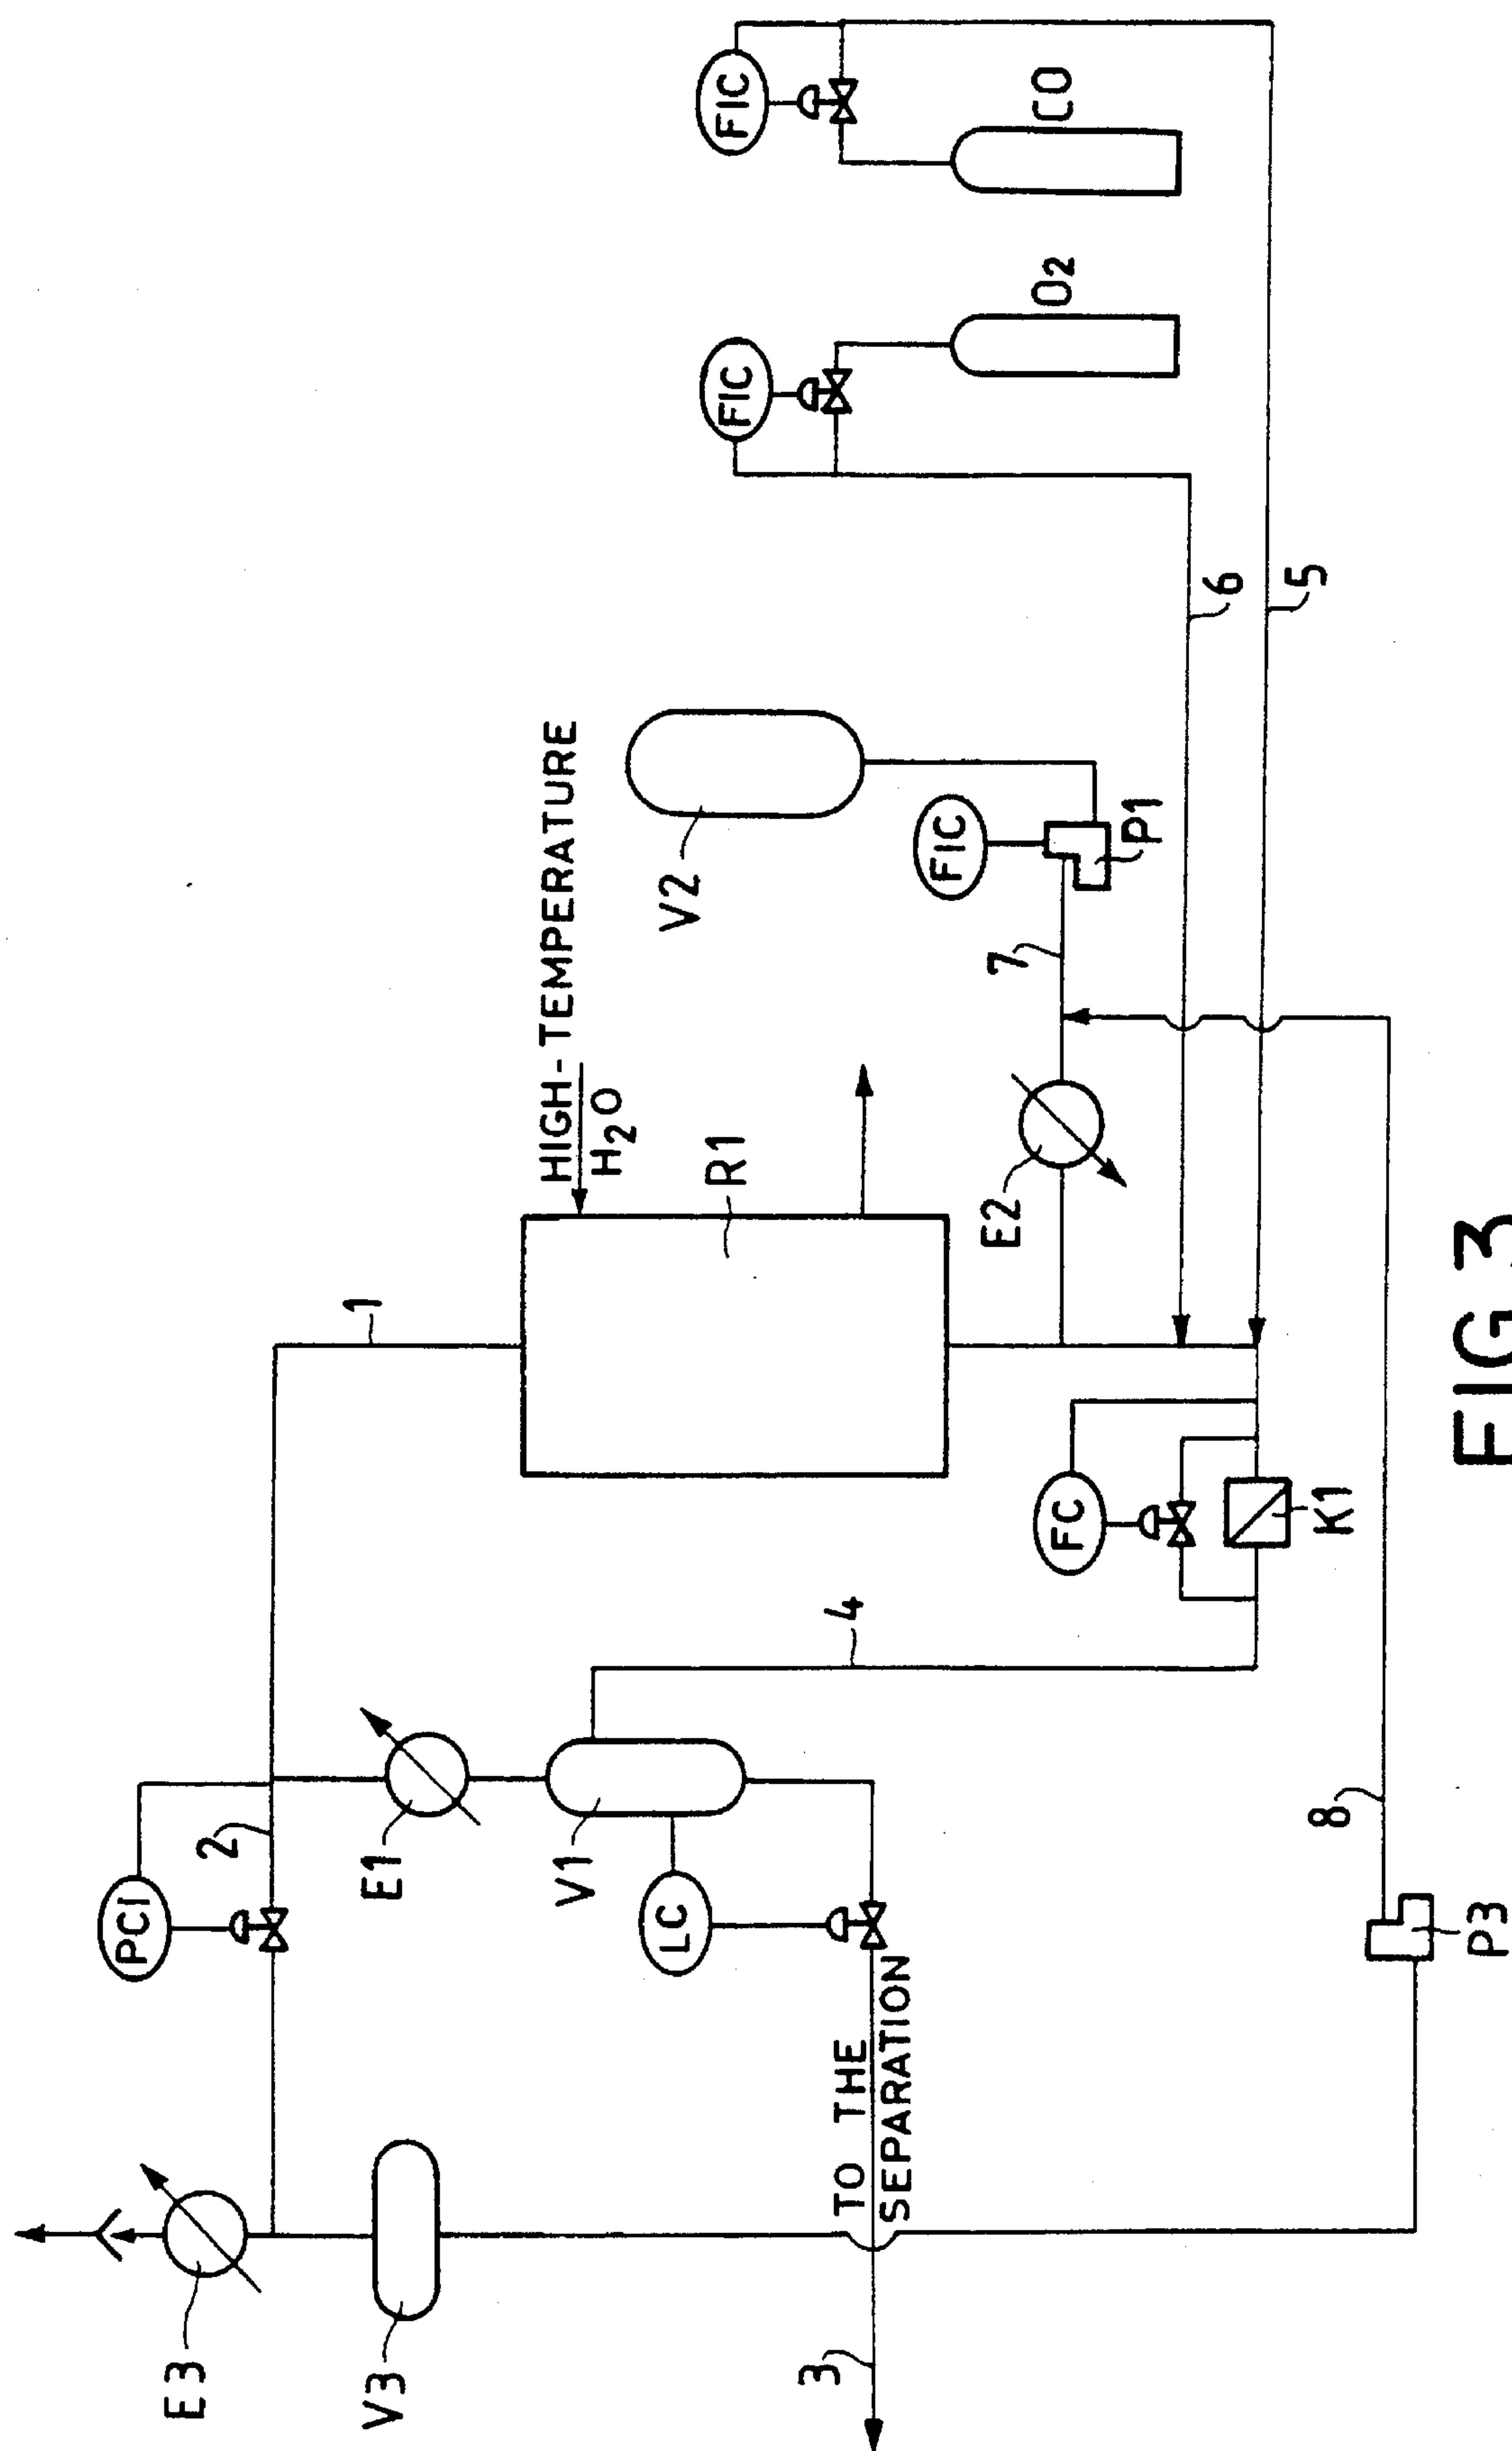 E3
V3
PCI
2
1
E1
V1
LC
TO THE
SEPARATION
3
4
HIGH-TEMPERATURE
H2O
R1
V2
FIC
P1
7
E2
FIC
O2
FIC
CO
6
5
FC
K1
8
P3
FIG.3